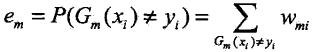 e_m = P(G_m(x_i) ≠ y_i) = ∑_{G_m(x_i)≠y_i} w_{mi}